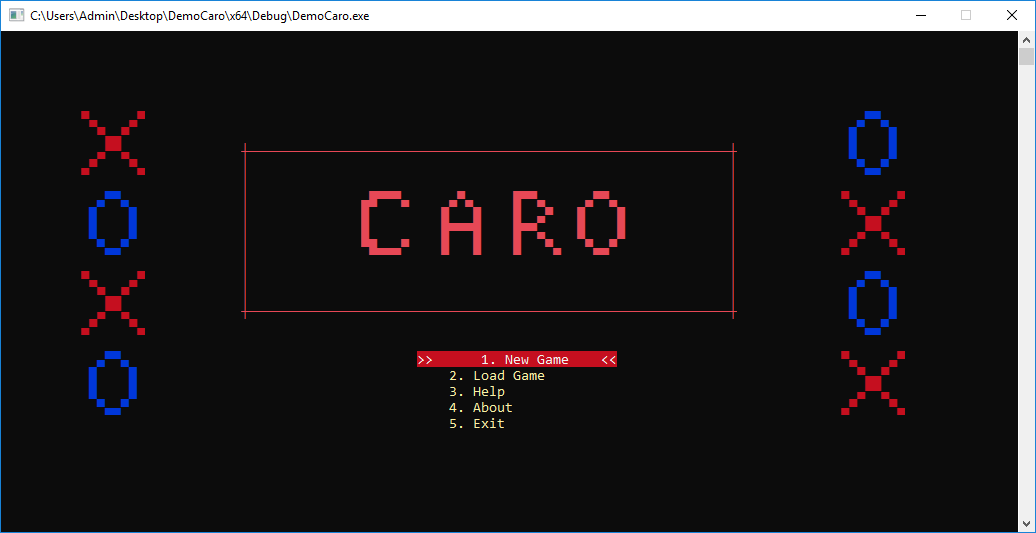 C:\Users\Admin\Desktop\DemoCaro\x64\Debug\DemoCaro.exe
X O
CARO
O X
X O
>> 1. New Game <<
O X
2. Load Game
3. Help
4. About
5. Exit